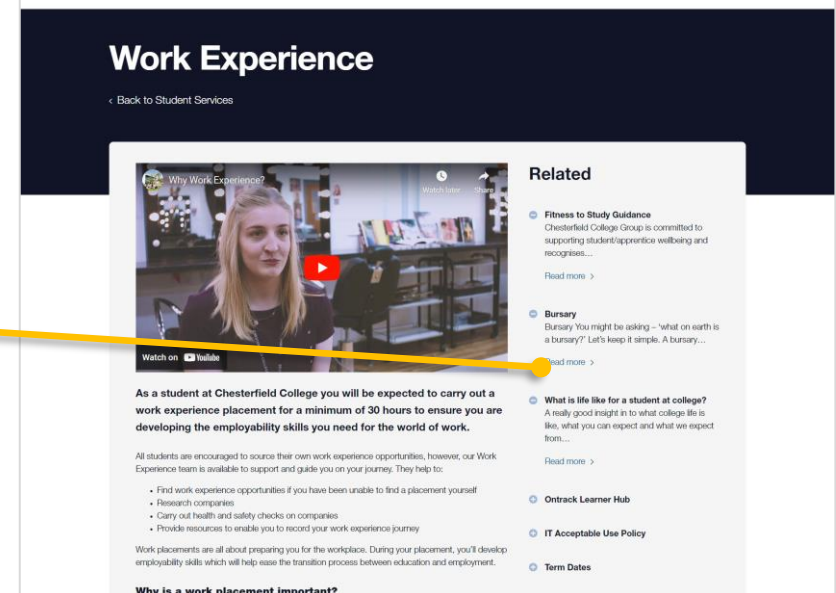 Work Experience
‹ Back to Student Services
Why Work Experience?
Watch later
Share
Watch on YouTube
As a student at Chesterfield College you will be expected to carry out a
work experience placement for a minimum of 30 hours to ensure you are
developing the employability skills you need for the world of work.
All students are encouraged to source their own work experience opportunities, however, our Work
Experience team is available to support and guide you on your journey. They help to:
• Find work experience opportunities if you have been unable to find a placement yourself
• Research companies
• Carry out health and safety checks on companies
• Provide resources to enable you to record your work experience journey
Work placements are all about preparing you for the workplace. During your placement, you'll develop
employability skills which will help ease the transition process between education and employment.
Why is a work placement important?
Related
Fitness to Study Guidance
Chesterfield College Group is committed to
supporting student/apprentice wellbeing and
recognises…
Read more ›
Bursary
Bursary You might be asking – 'what on earth is
a bursary?' Let's keep it simple. A bursary…
Read more ›
What is life like for a student at college?
A really good insight in to what college life is
like, what you can expect and what we expect
from…
Read more ›
Ontrack Learner Hub
IT Acceptable Use Policy
Term Dates